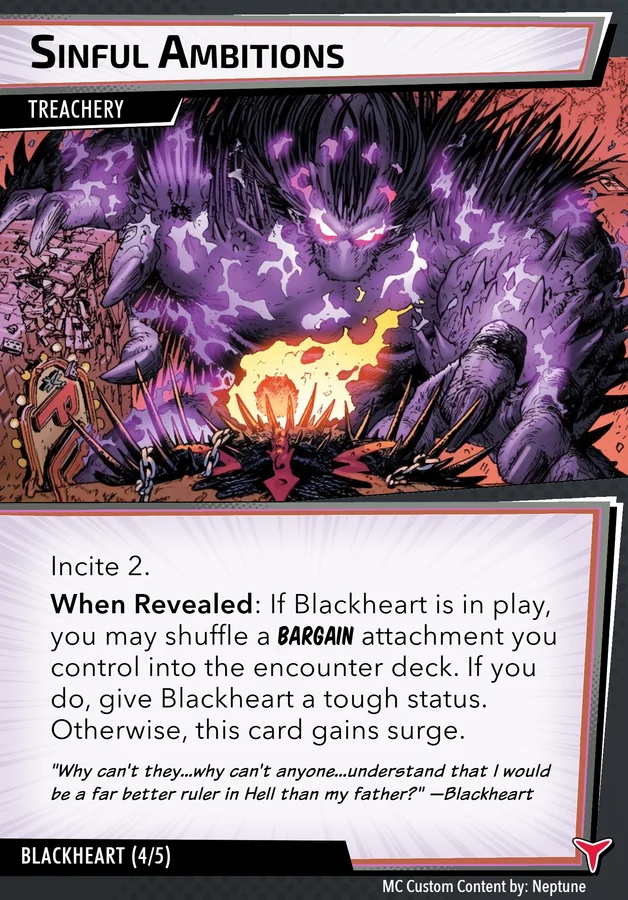 Sinful Ambitions
TREACHERY
Incite 2.
When Revealed: If Blackheart is in play,
you may shuffle a BARGAIN attachment you
control into the encounter deck. If you
do, give Blackheart a tough status.
Otherwise, this card gains surge.
"Why can't they...why can't anyone...understand that I would
be a far better ruler in Hell than my father?" —Blackheart
BLACKHEART (4/5)
MC Custom Content by: Neptune